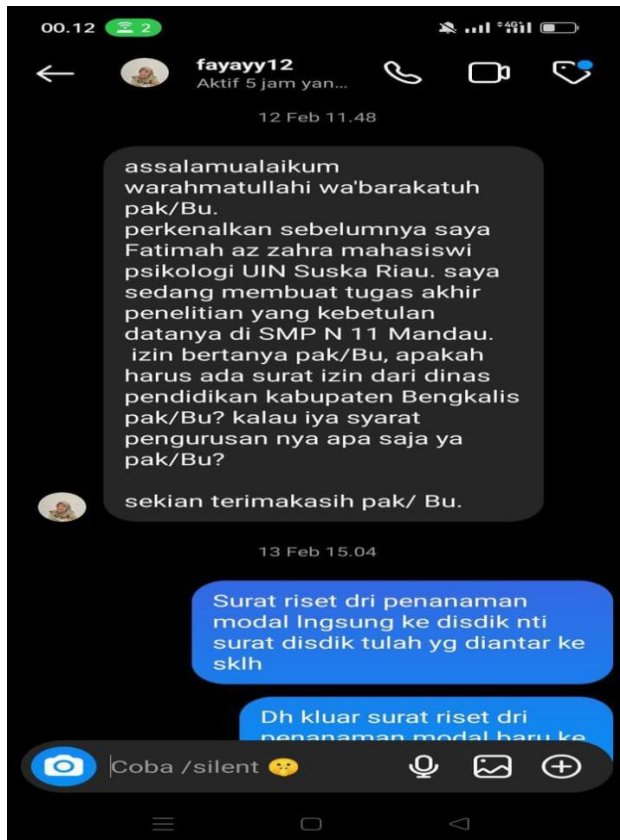 00.12 2 4G
fayayy12
Aktif 5 jam yan...
12 Feb 11.48
assalamualaikum
warahmatullahi wa'barakatuh
pak/Bu.
perkenalkan sebelumnya saya
Fatimah az zahra mahasiswi
psikologi UIN Suska Riau. saya
sedang membuat tugas akhir
penelitian yang kebetulan
datanya di SMP N 11 Mandau.
izin bertanya pak/Bu, apakah
harus ada surat izin dari dinas
pendidikan kabupaten Bengkalis
pak/Bu? kalau iya syarat
pengurusan nya apa saja ya
pak/Bu?
sekian terimakasih pak/ Bu.
13 Feb 15.04
Surat riset dri penanaman
modal lngsung ke disdik nti
surat disdik tulah yg diantar ke
sklh
Dh kluar surat riset dri
penanaman modal baru ke
Coba /silent 🤫